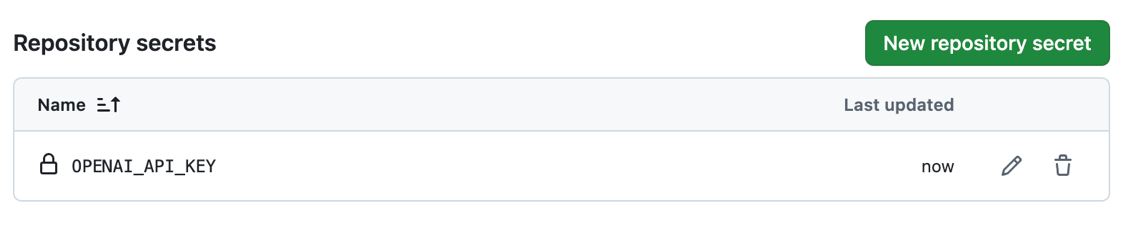 Repository secrets
New repository secret
Name
Last updated
OPENAI_API_KEY
now